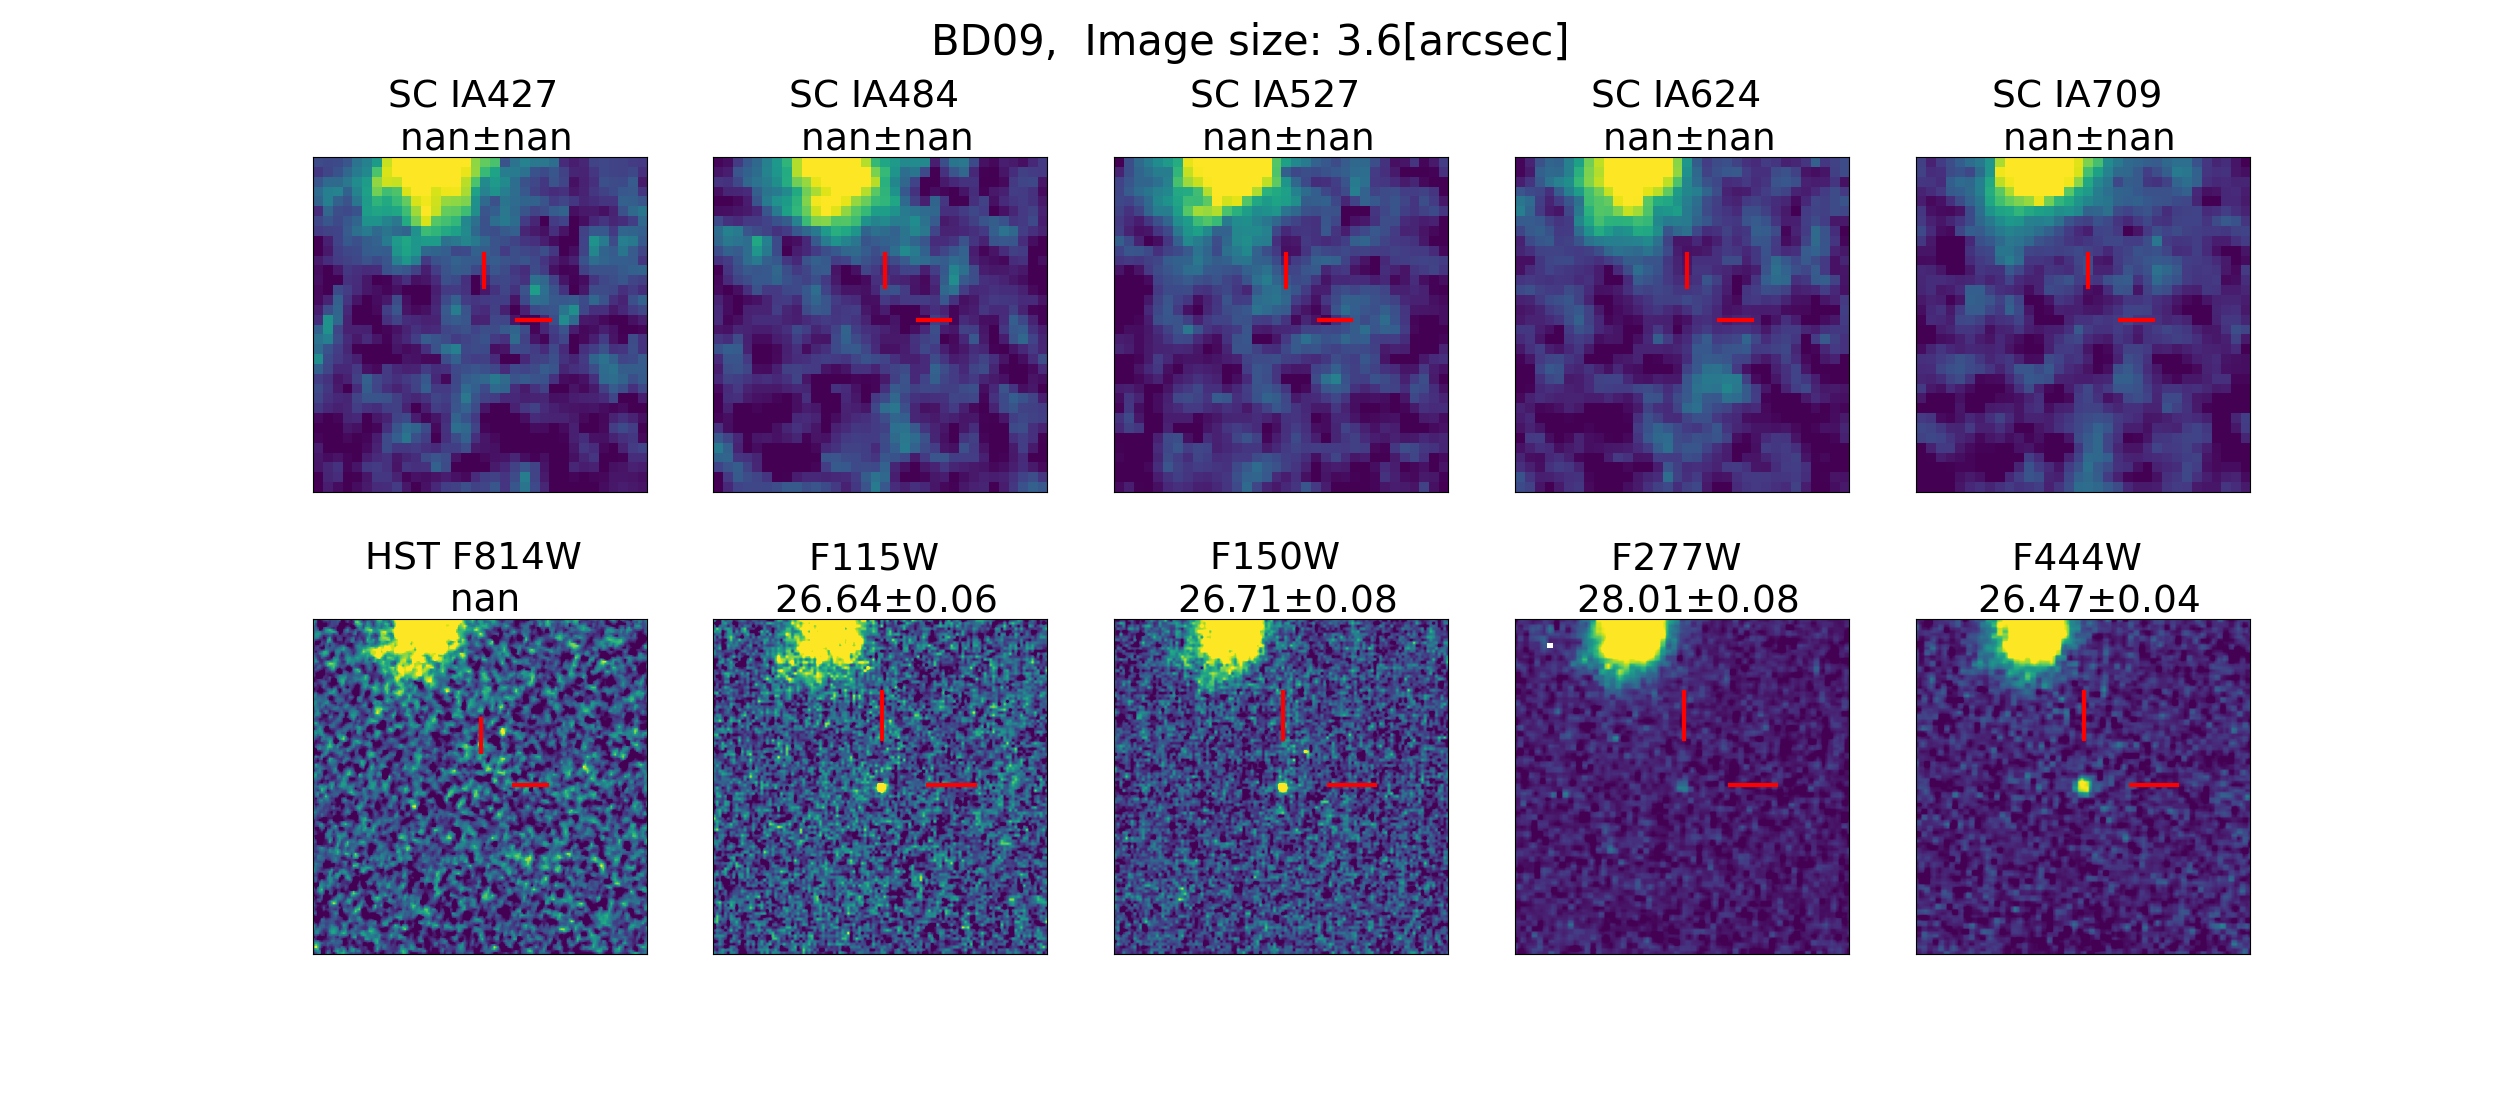 BD09,  Image size: 3.6[arcsec]
SC IA427
nan±nan
SC IA484
nan±nan
SC IA527
nan±nan
SC IA624
nan±nan
SC IA709
nan±nan
HST F814W
nan
F115W
26.64±0.06
F150W
26.71±0.08
F277W
28.01±0.08
F444W
26.47±0.04